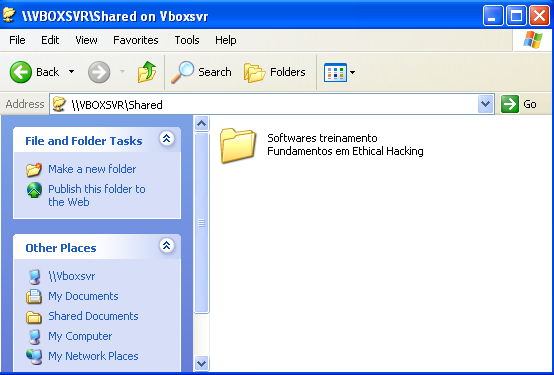 \\VBOXSVR\Shared on Vboxsvr
File Edit View Favorites Tools Help
Back Search Folders
Address \\VBOXSVR\Shared Go
File and Folder Tasks
Make a new folder
Publish this folder to
the Web
Other Places
\\Vboxsvr
My Documents
Shared Documents
My Computer
My Network Places
Softwares treinamento
Fundamentos em Ethical Hacking